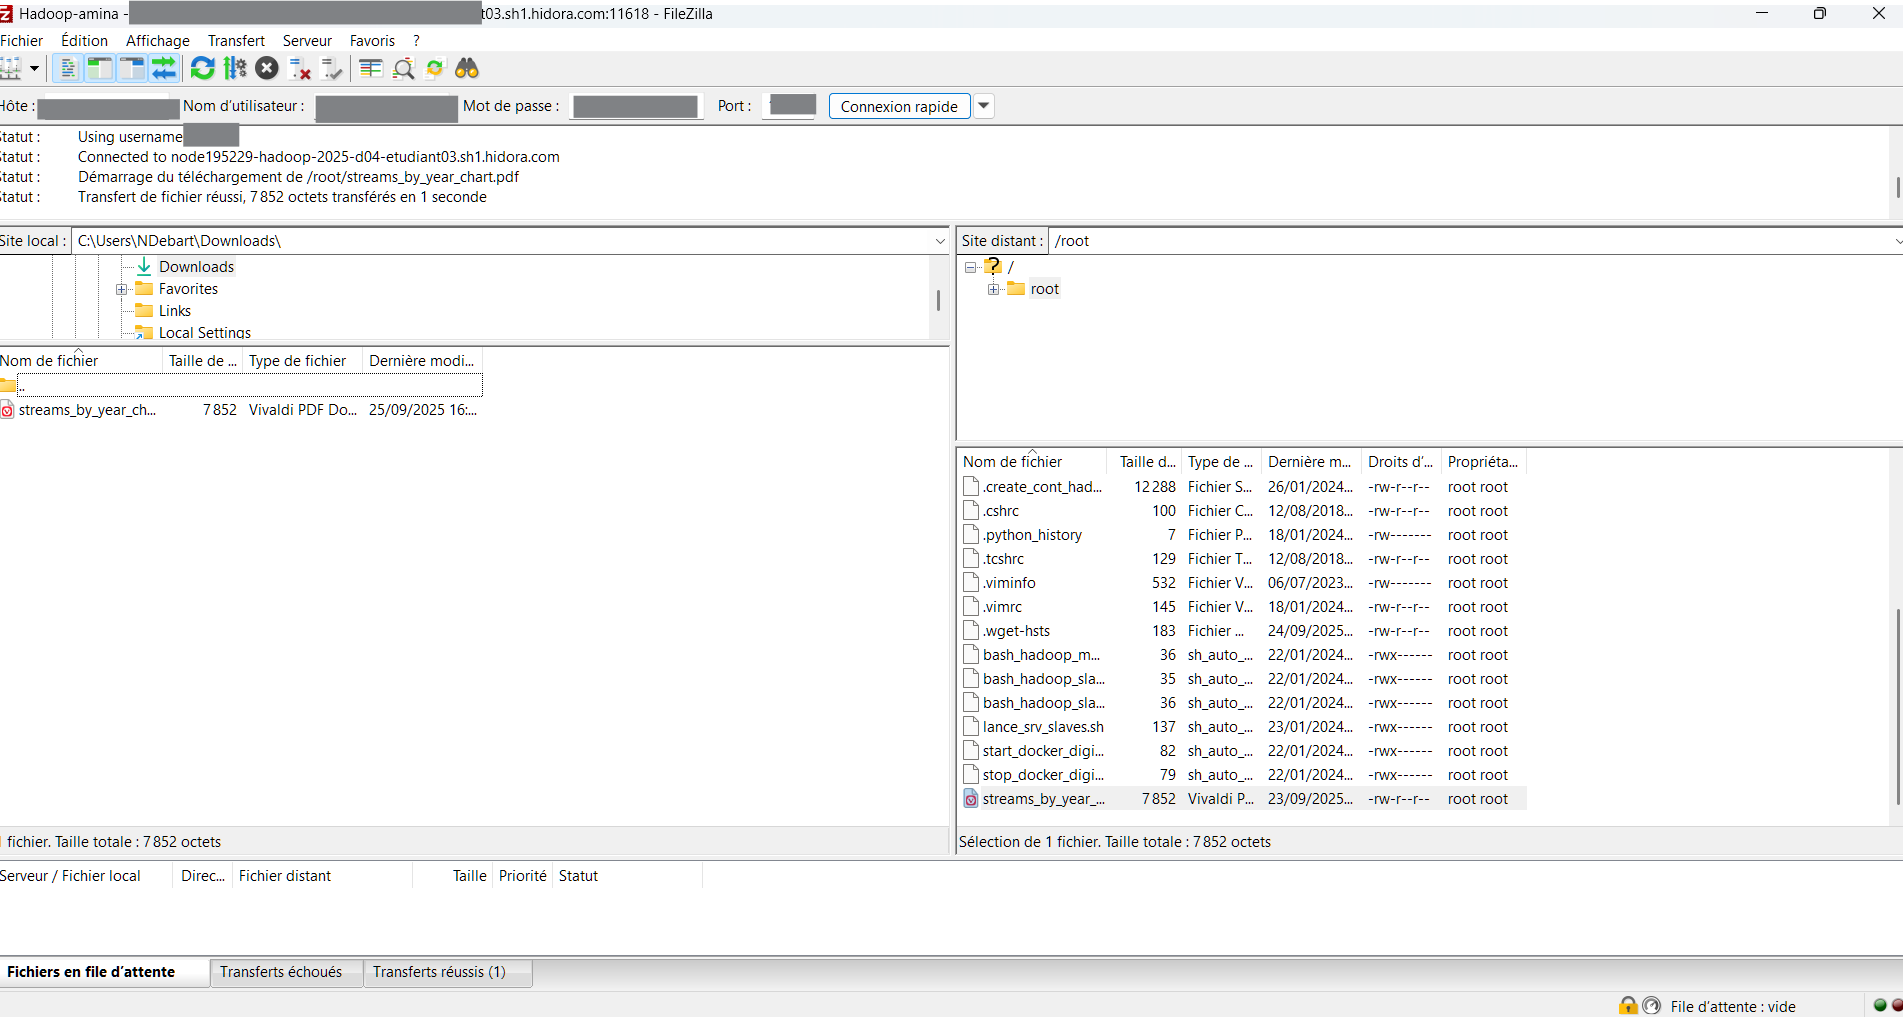 Hadoop-amina - t03.sh1.hidora.com:11618 - FileZilla
Fichier Édition Affichage Transfert Serveur Favoris ?
Hôte : Nom d'utilisateur : Mot de passe : Port : Connexion rapide
Statut : Using username
Statut : Connected to node195229-hadoop-2025-d04-etudiant03.sh1.hidora.com
Statut : Démarrage du téléchargement de /root/streams_by_year_chart.pdf
Statut : Transfert de fichier réussi, 7 852 octets transférés en 1 seconde
Site local : C:\Users\NDebart\Downloads\
Downloads
Favorites
Links
Local Settings
Nom de fichier Taille de ... Type de fichier Dernière modi...
..
streams_by_year_ch... 7 852 Vivaldi PDF Do... 25/09/2025 16:...
1 fichier. Taille totale : 7 852 octets
Site distant : /root
/
root
Nom de fichier Taille d... Type de ... Dernière m... Droits d'... Propriéta...
.create_cont_had... 12 288 Fichier S... 26/01/2024... -rw-r--r-- root root
.cshrc 100 Fichier C... 12/08/2018... -rw-r--r-- root root
.python_history 7 Fichier P... 18/01/2024... -rw------- root root
.tcshrc 129 Fichier T... 12/08/2018... -rw-r--r-- root root
.viminfo 532 Fichier V... 06/07/2023... -rw------- root root
.vimrc 145 Fichier V... 18/01/2024... -rw-r--r-- root root
.wget-hsts 183 Fichier ... 24/09/2025... -rw-r--r-- root root
bash_hadoop_m... 36 sh_auto_... 22/01/2024... -rwx------ root root
bash_hadoop_sla... 35 sh_auto_... 22/01/2024... -rwx------ root root
bash_hadoop_sla... 36 sh_auto_... 22/01/2024... -rwx------ root root
lance_srv_slaves.sh 137 sh_auto_... 23/01/2024... -rwx------ root root
start_docker_digi... 82 sh_auto_... 22/01/2024... -rwx------ root root
stop_docker_digi... 79 sh_auto_... 22/01/2024... -rwx------ root root
streams_by_year_... 7 852 Vivaldi P... 23/09/2025... -rw-r--r-- root root
Sélection de 1 fichier. Taille totale : 7 852 octets
Serveur / Fichier local Direc... Fichier distant Taille Priorité Statut
Fichiers en file d'attente Transferts échoués Transferts réussis (1)
File d'attente : vide